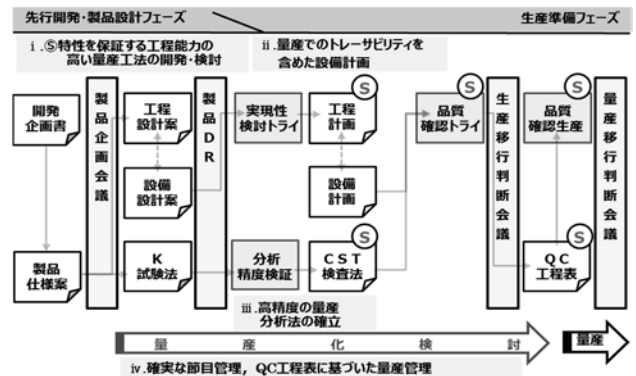 先行開発・製品設計フェーズ
生産準備フェーズ
ⅰ.Ⓢ特性を保証する工程能力の
高い量産工法の開発・検討
ⅱ.量産でのトレーサビリティを
含めた設備計画
開発
企画書
製品企画会議
工程
設計案
製品DR
実現性
検討トライ
S
工程
計画
S
品質
確認トライ
生産移行判断会議
S
品質
確認生産
量産移行判断会議
設備
設計案
設備
計画
製品
仕様案
K
試験法
分析
精度検証
S
CST
検査法
S
QC
工程表
ⅲ.高精度の量産
分析法の確立
量産化検討
量産
ⅳ.確実な節目管理，QC工程表に基づいた量産管理